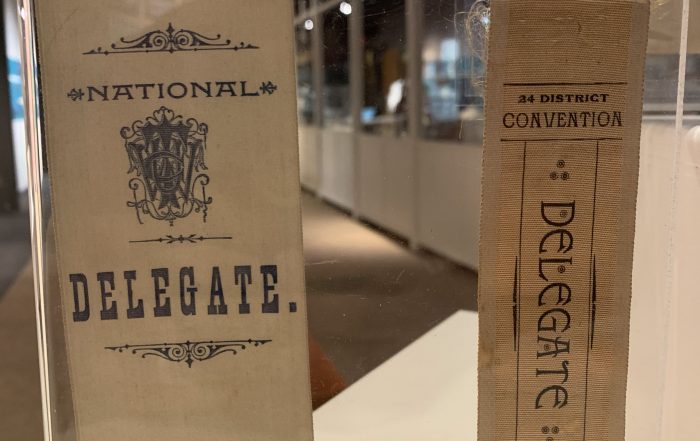 NATIONAL
DELEGATE.
24 DISTRICT
CONVENTION
DELEGATE